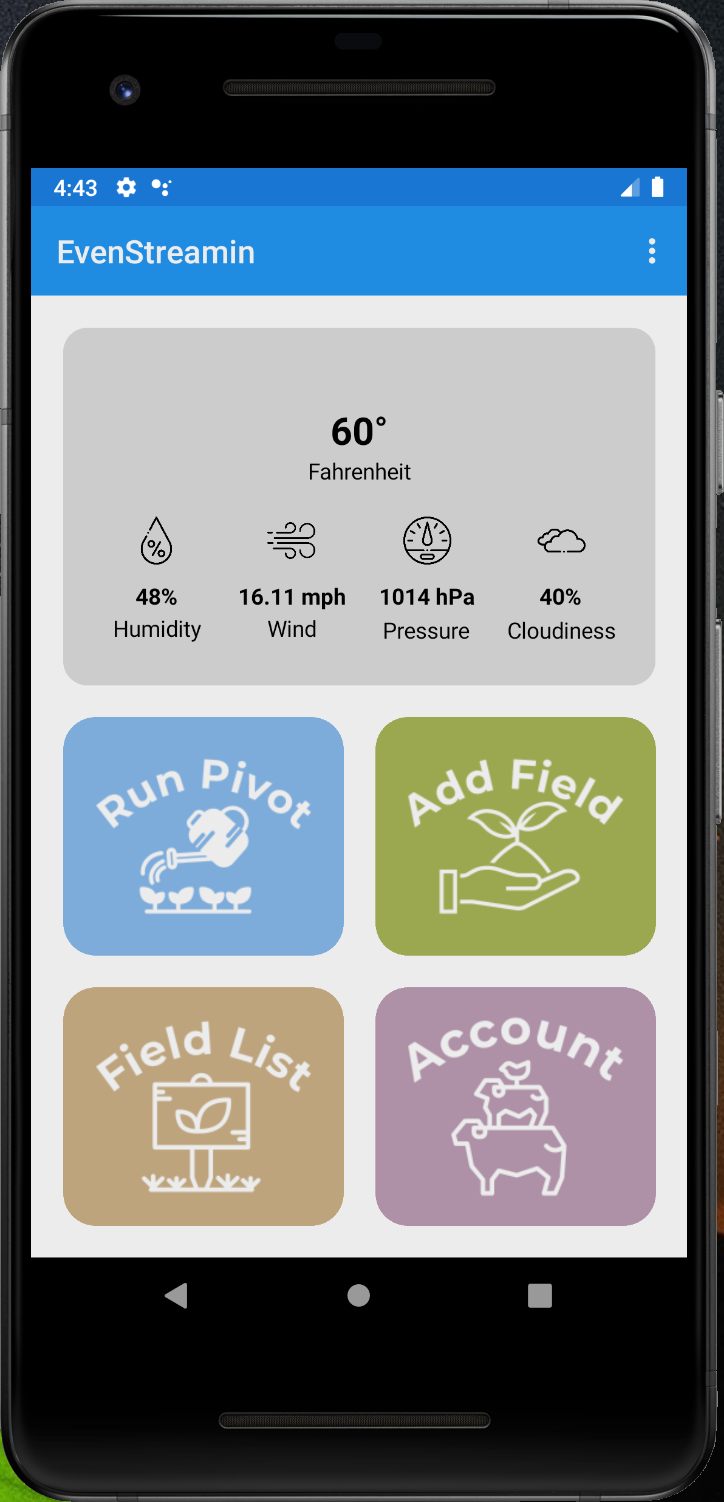 4:43
EvenStreamin
60°
Fahrenheit
48% 16.11 mph 1014 hPa 40%
Humidity Wind Pressure Cloudiness
Run Pivot Add Field
Field List Account